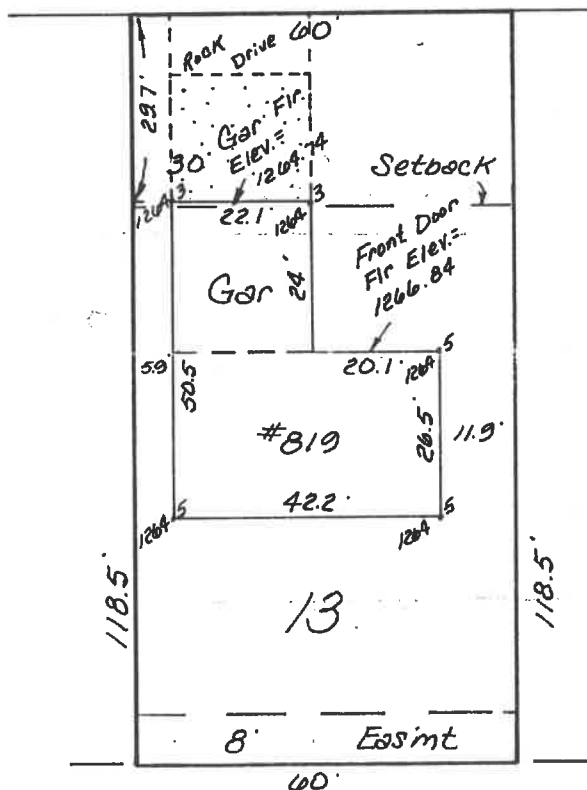 60'
Rock Drive
29.7'
30'
Gar Flr.
Elev.=
1264.74
Setback
1264.3
22.1'
1264.3
Front Door
Flr Elev.=
1266.84
Gar
24'
5.9'
50.5'
20.1'
1264.5
#819
26.5'
11.9'
42.2'
1264.5
1264.5
118.5'
13
118.5'
8' Easmt
60'